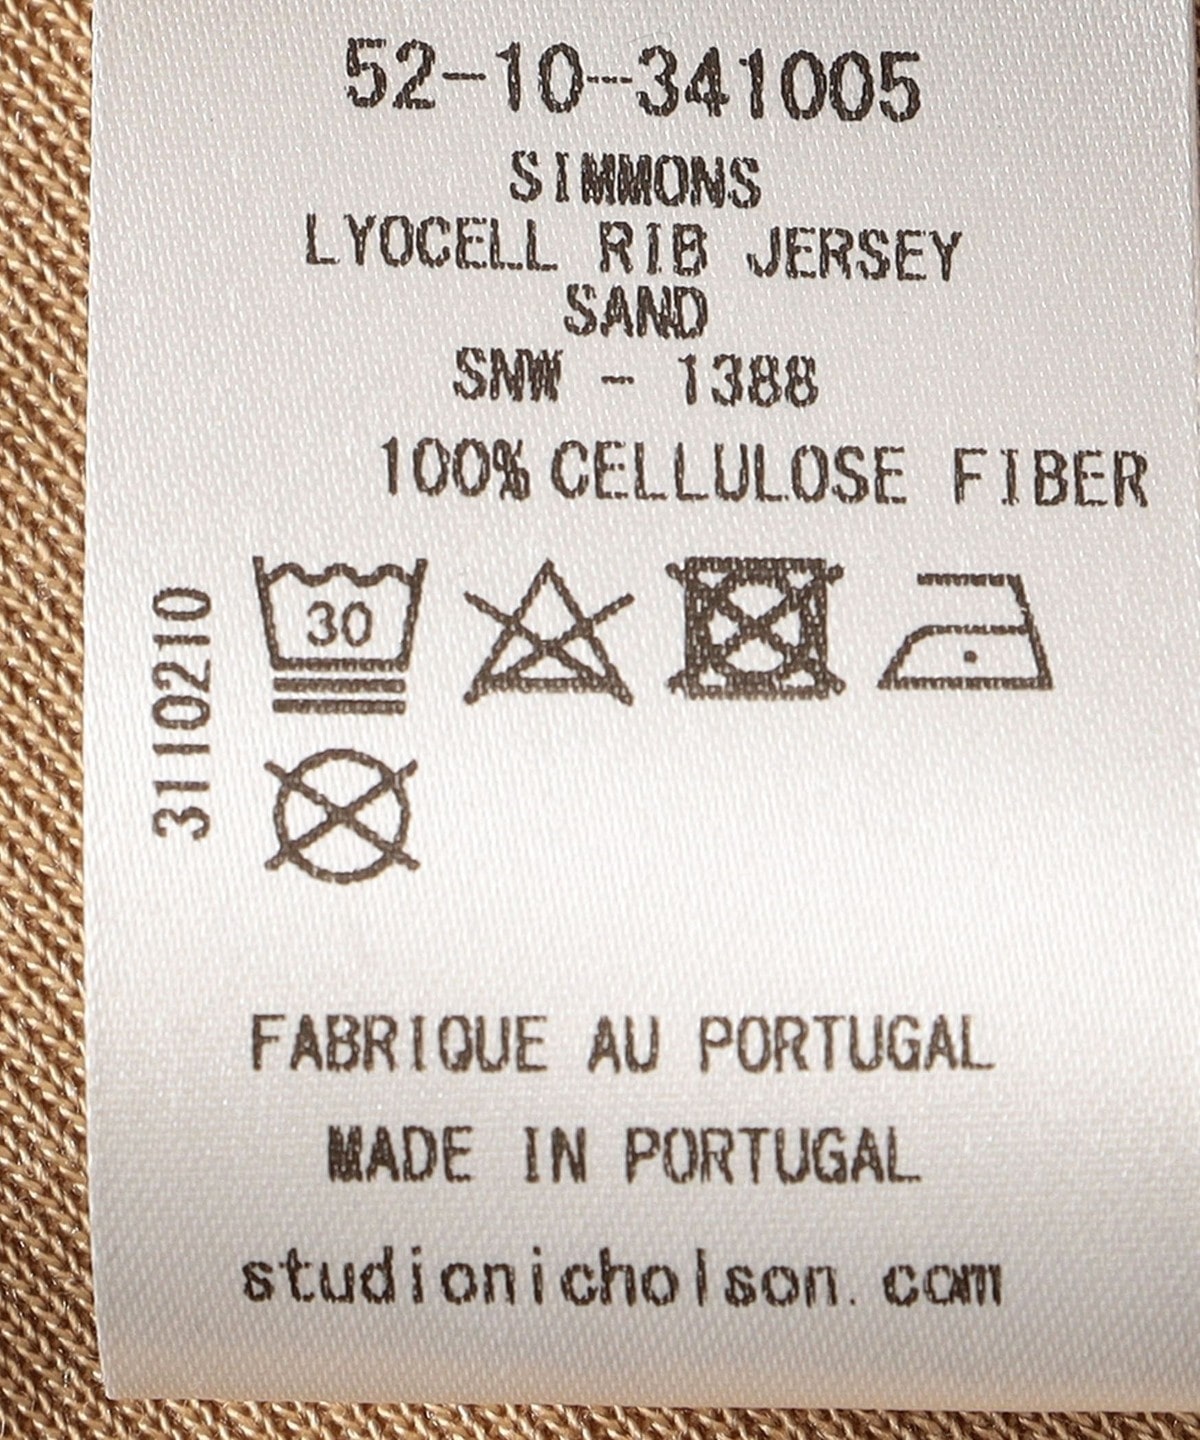 52-10-341005
SIMMONS
LYOCELL RIB JERSEY
SAND
SNW - 1388
100% CELLULOSE FIBER
30
3110210
FABRIQUE AU PORTUGAL
MADE IN PORTUGAL
studionicholson.com